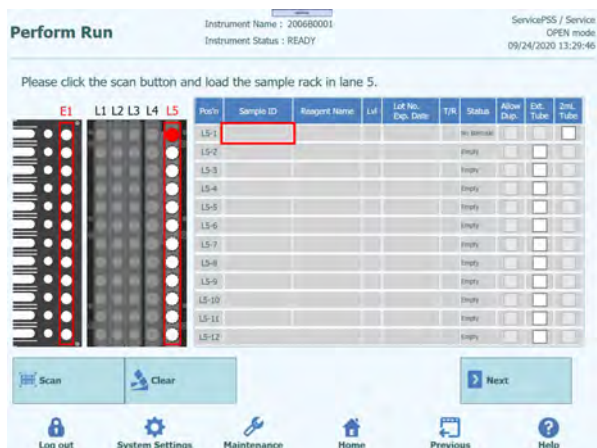 Perform Run
Instrument Name : 200680001
Instrument Status : READY
ServicePSS / Service
OPEN mode
09/24/2020 13:29:46
Please click the scan button and load the sample rack in lane 5.
E1 L1 L2 L3 L4 L5
Pos'n Sample ID Reagent Name Lvl Lot No. Exp. Date T/R Status Allow Dup. Ext. Tube 2mL Tube
L5-1 No Barcode
L5-2 Empty
L5-3 Empty
L5-4 Empty
L5-5 Empty
L5-6 Empty
L5-7 Empty
L5-8 Empty
L5-9 Empty
L5-10 Empty
L5-11 Empty
L5-12 Empty
Scan Clear Next
Log out System Settings Maintenance Home Previous Help